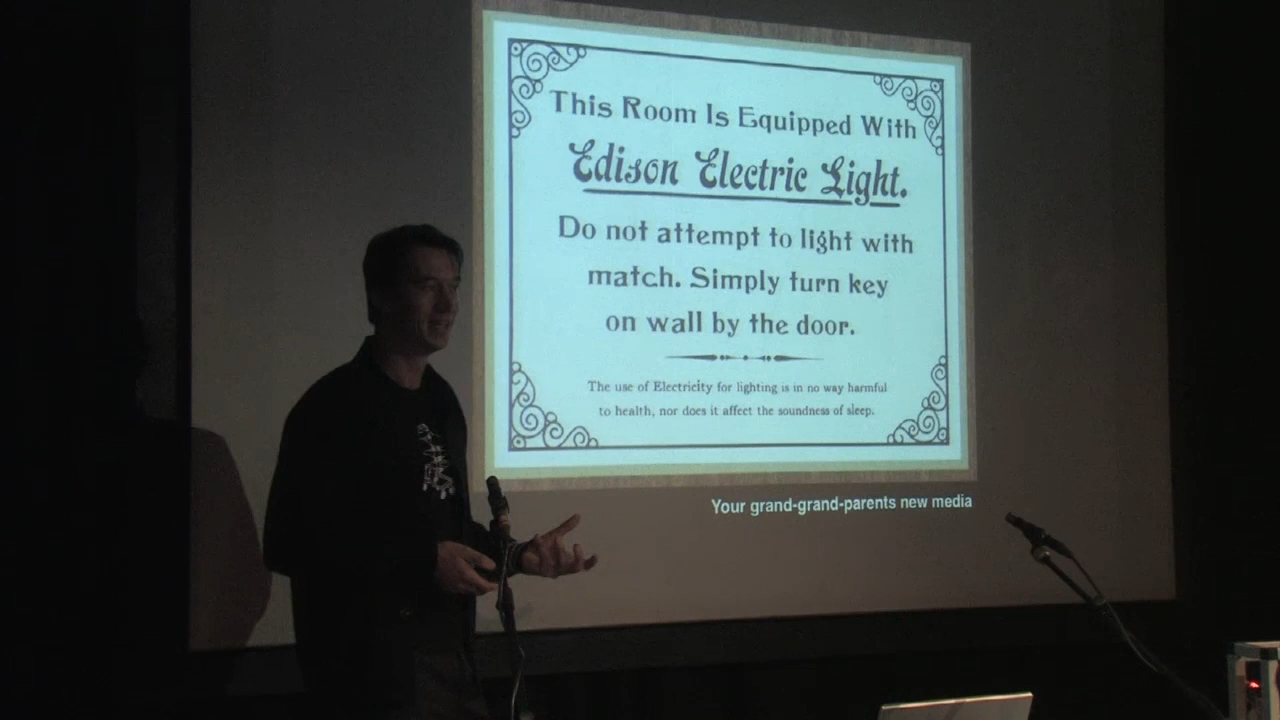 This Room Is Equipped With
Edison Electric Light.
Do not attempt to light with
match. Simply turn key
on wall by the door.
The use of Electricity for lighting is in no way harmful
to health, nor does it affect the soundness of sleep.
Your grand-grand-parents new media